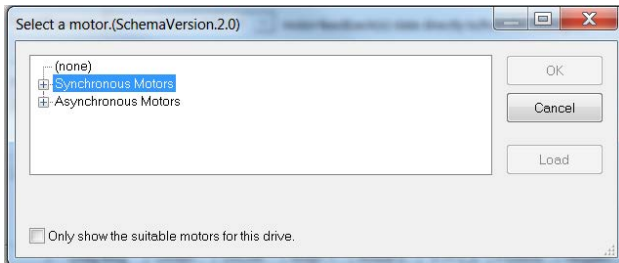 Select a motor.(SchemaVersion.2.0)
(none)
Synchronous Motors
Asynchronous Motors
OK
Cancel
Load
Only show the suitable motors for this drive.